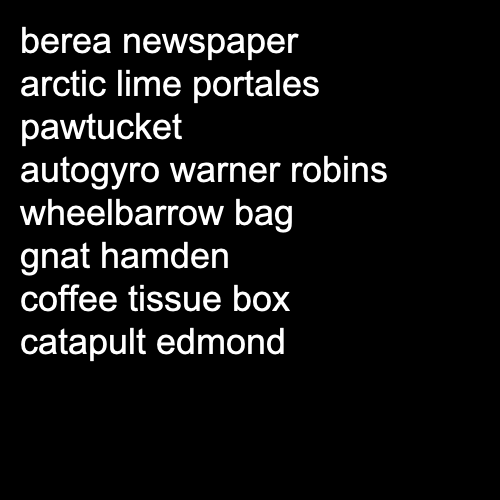 berea newspaper
arctic lime portales
pawtucket
autogyro warner robins
wheelbarrow bag
gnat hamden
coffee tissue box
catapult edmond